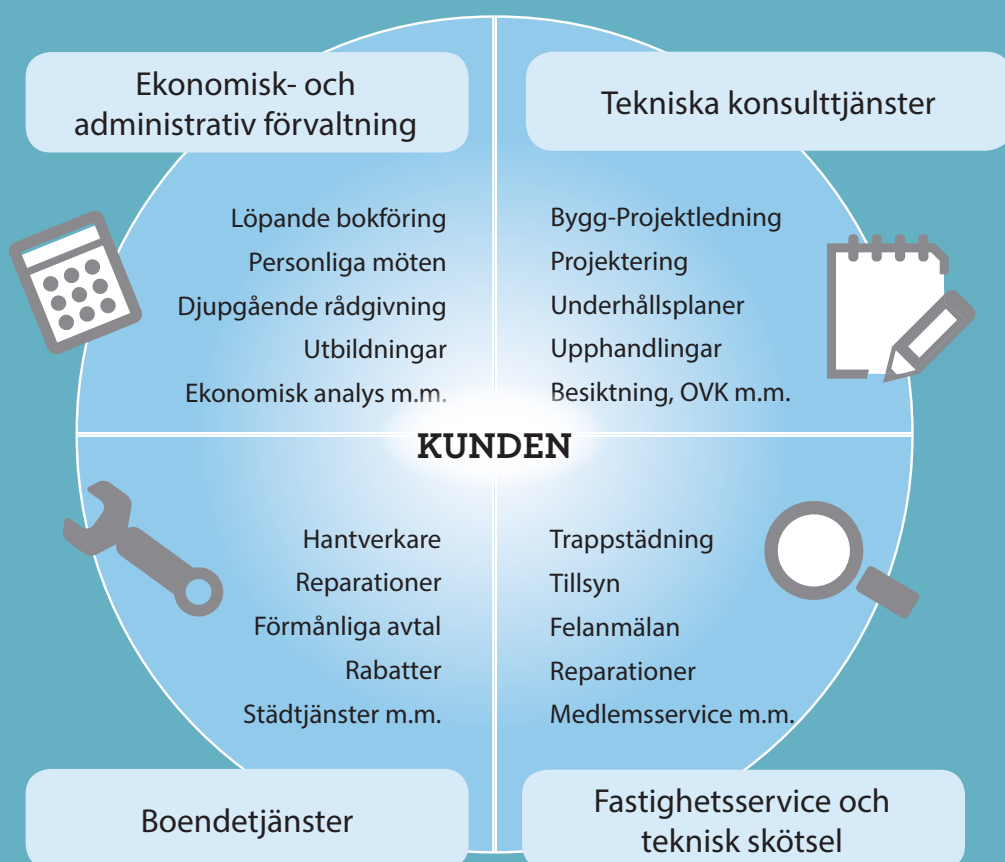 Ekonomisk- och
administrativ förvaltning
Löpande bokföring
Personliga möten
Djupgående rådgivning
Utbildningar
Ekonomisk analys m.m.
Tekniska konsulttjänster
Bygg-Projektledning
Projektering
Underhållsplaner
Upphandlingar
Besiktning, OVK m.m.
KUNDEN
Hantverkare
Reparationer
Förmånliga avtal
Rabatter
Städtjänster m.m.
Boendetjänster
Trappstädning
Tillsyn
Felanmälan
Reparationer
Medlemsservice m.m.
Fastighetsservice och
teknisk skötsel